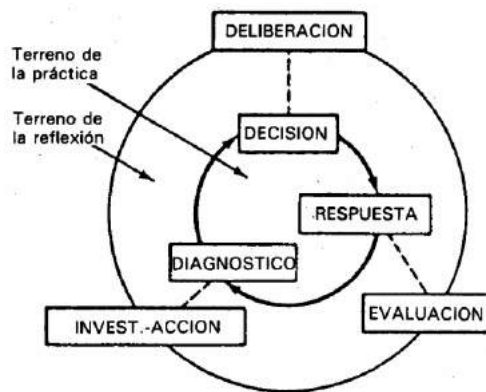 DELIBERACION
Terreno de
la práctica
Terreno de
la reflexión
DECISION
RESPUESTA
DIAGNOSTICO
INVEST.-ACCION
EVALUACION